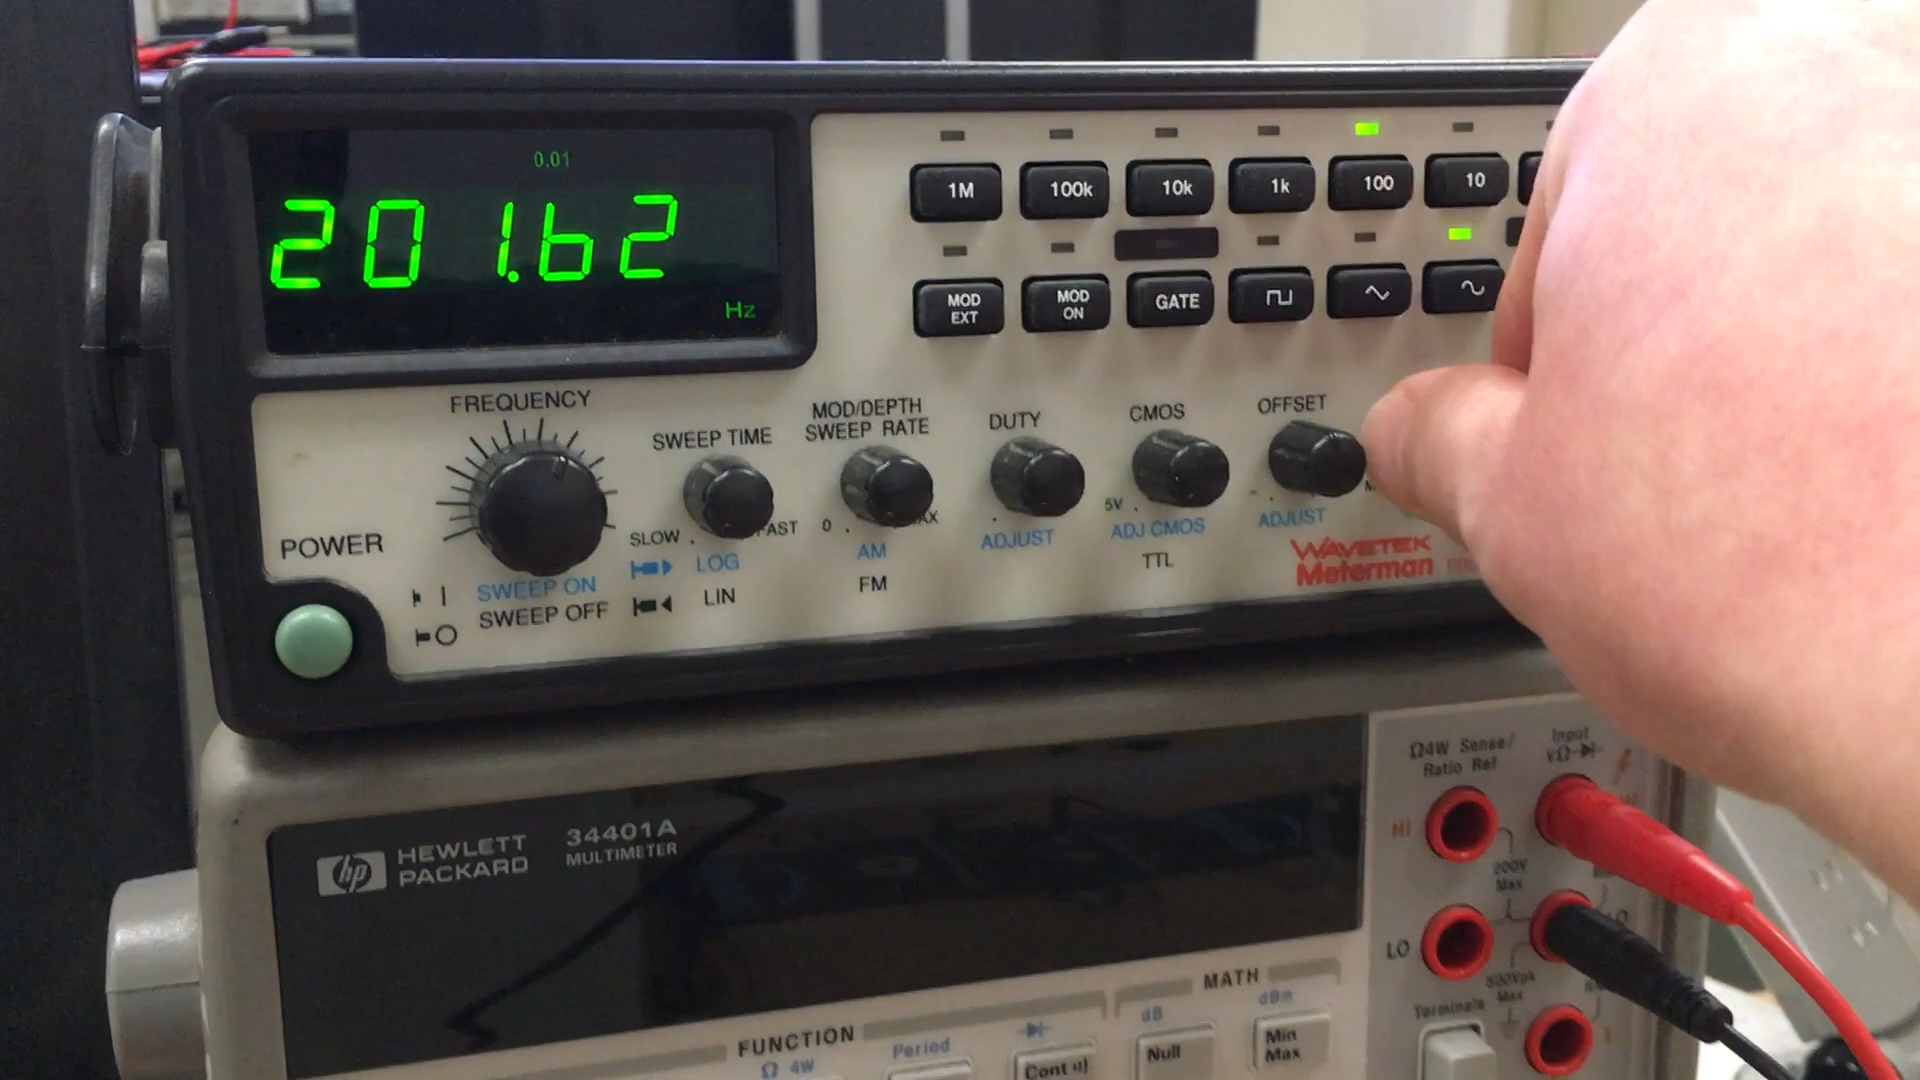 0.01
201.62
Hz
1M
100k
10k
1k
100
10
MOD
EXT
MOD
ON
GATE
FREQUENCY
SWEEP TIME
MOD/DEPTH
SWEEP RATE
DUTY
CMOS
OFFSET
SLOW
FAST
0
5V
-
POWER
SWEEP ON
SWEEP OFF
LOG
LIN
AM
FM
ADJUST
ADJ CMOS
TTL
ADJUST
WAVETEK
Meterman
hp
HEWLETT
PACKARD
34401A
MULTIMETER
Ω4W Sense/
Ratio Ref
Input
VΩ
HI
200V
Max
LO
500Vpk
Max
Terminals
FUNCTION
Ω 4W
Period
Cont
MATH
dB
Null
dBm
Min
Max